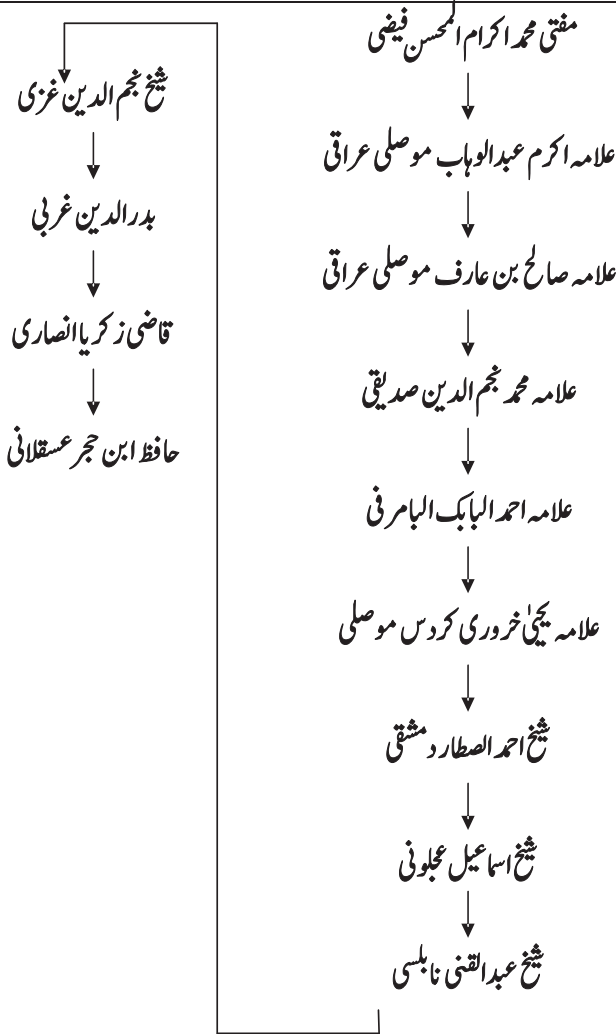 مفتی محمد اکرام المحسن فیضی
علامہ اکرم عبدالوہاب موصلی عراقی
علامہ صالح بن عارف موصلی عراقی
علامہ محمد نجم الدین صدیقی
علامہ احمد البابک البامرفی
علامہ یحییٰ خروری کردس موصلی
شیخ احمد الصطار دمشقی
شیخ اسماعیل عجلونی
شیخ عبدالقنی نابلسی
شیخ نجم الدین غزی
بدرالدین غربی
قاضی زکریا انصاری
حافظ ابن حجر عسقلانی